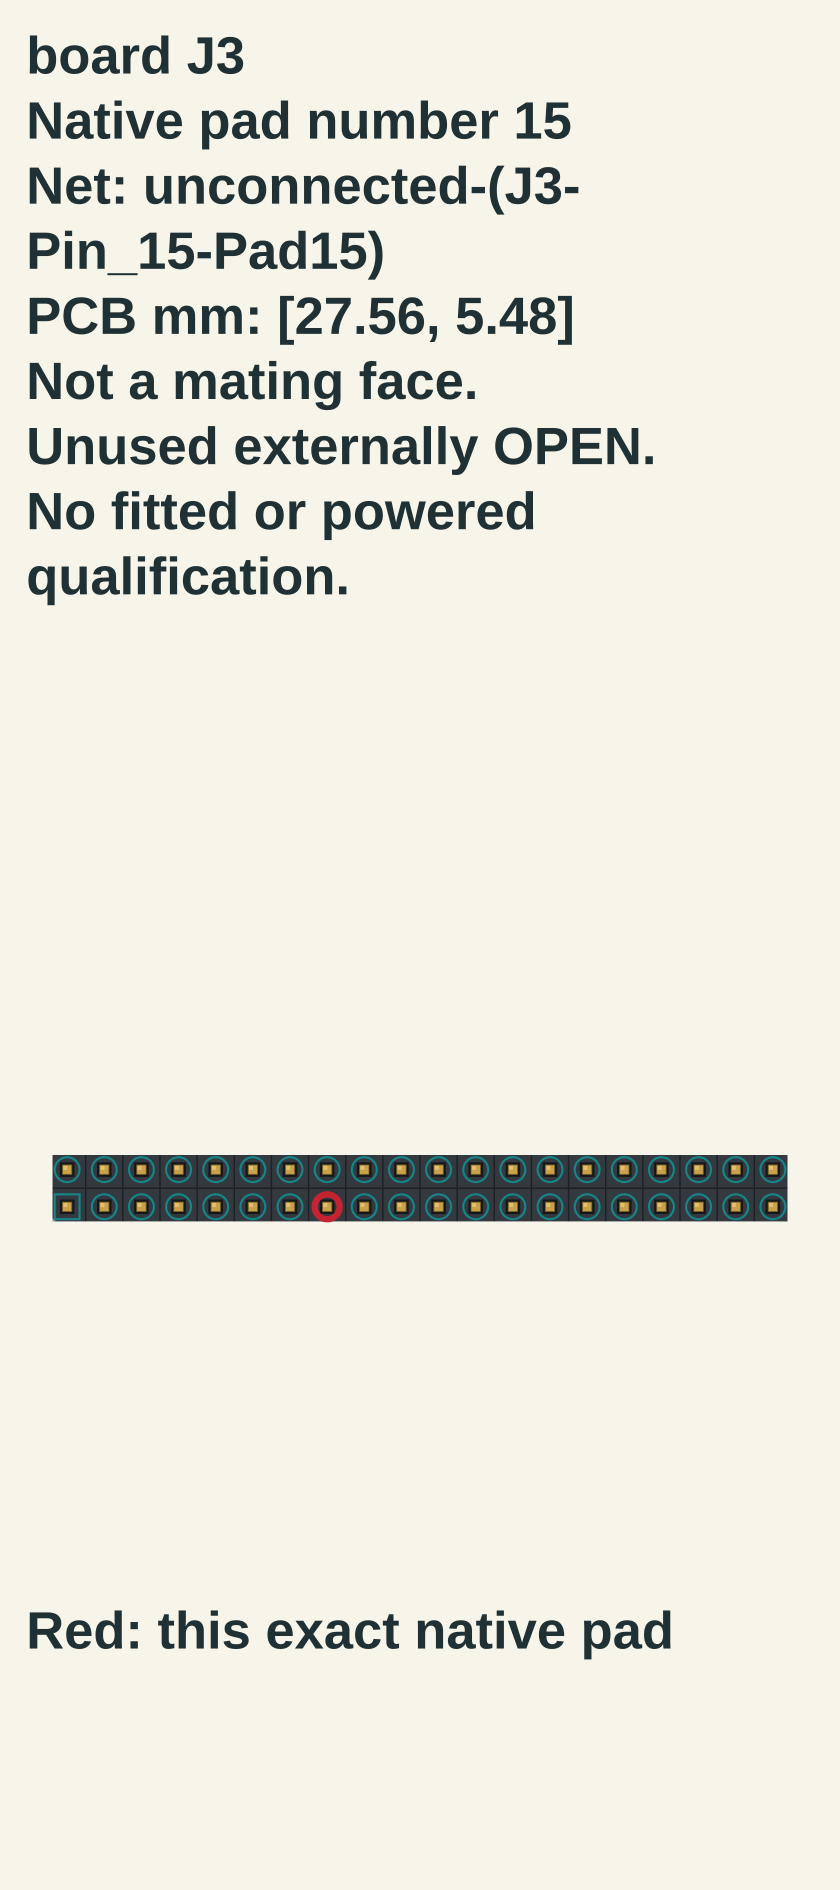 board J3
Native pad number 15
Net: unconnected-(J3-
Pin_15-Pad15)
PCB mm: [27.56, 5.48]
Not a mating face.
Unused externally OPEN.
No fitted or powered
qualification.
Red: this exact native pad